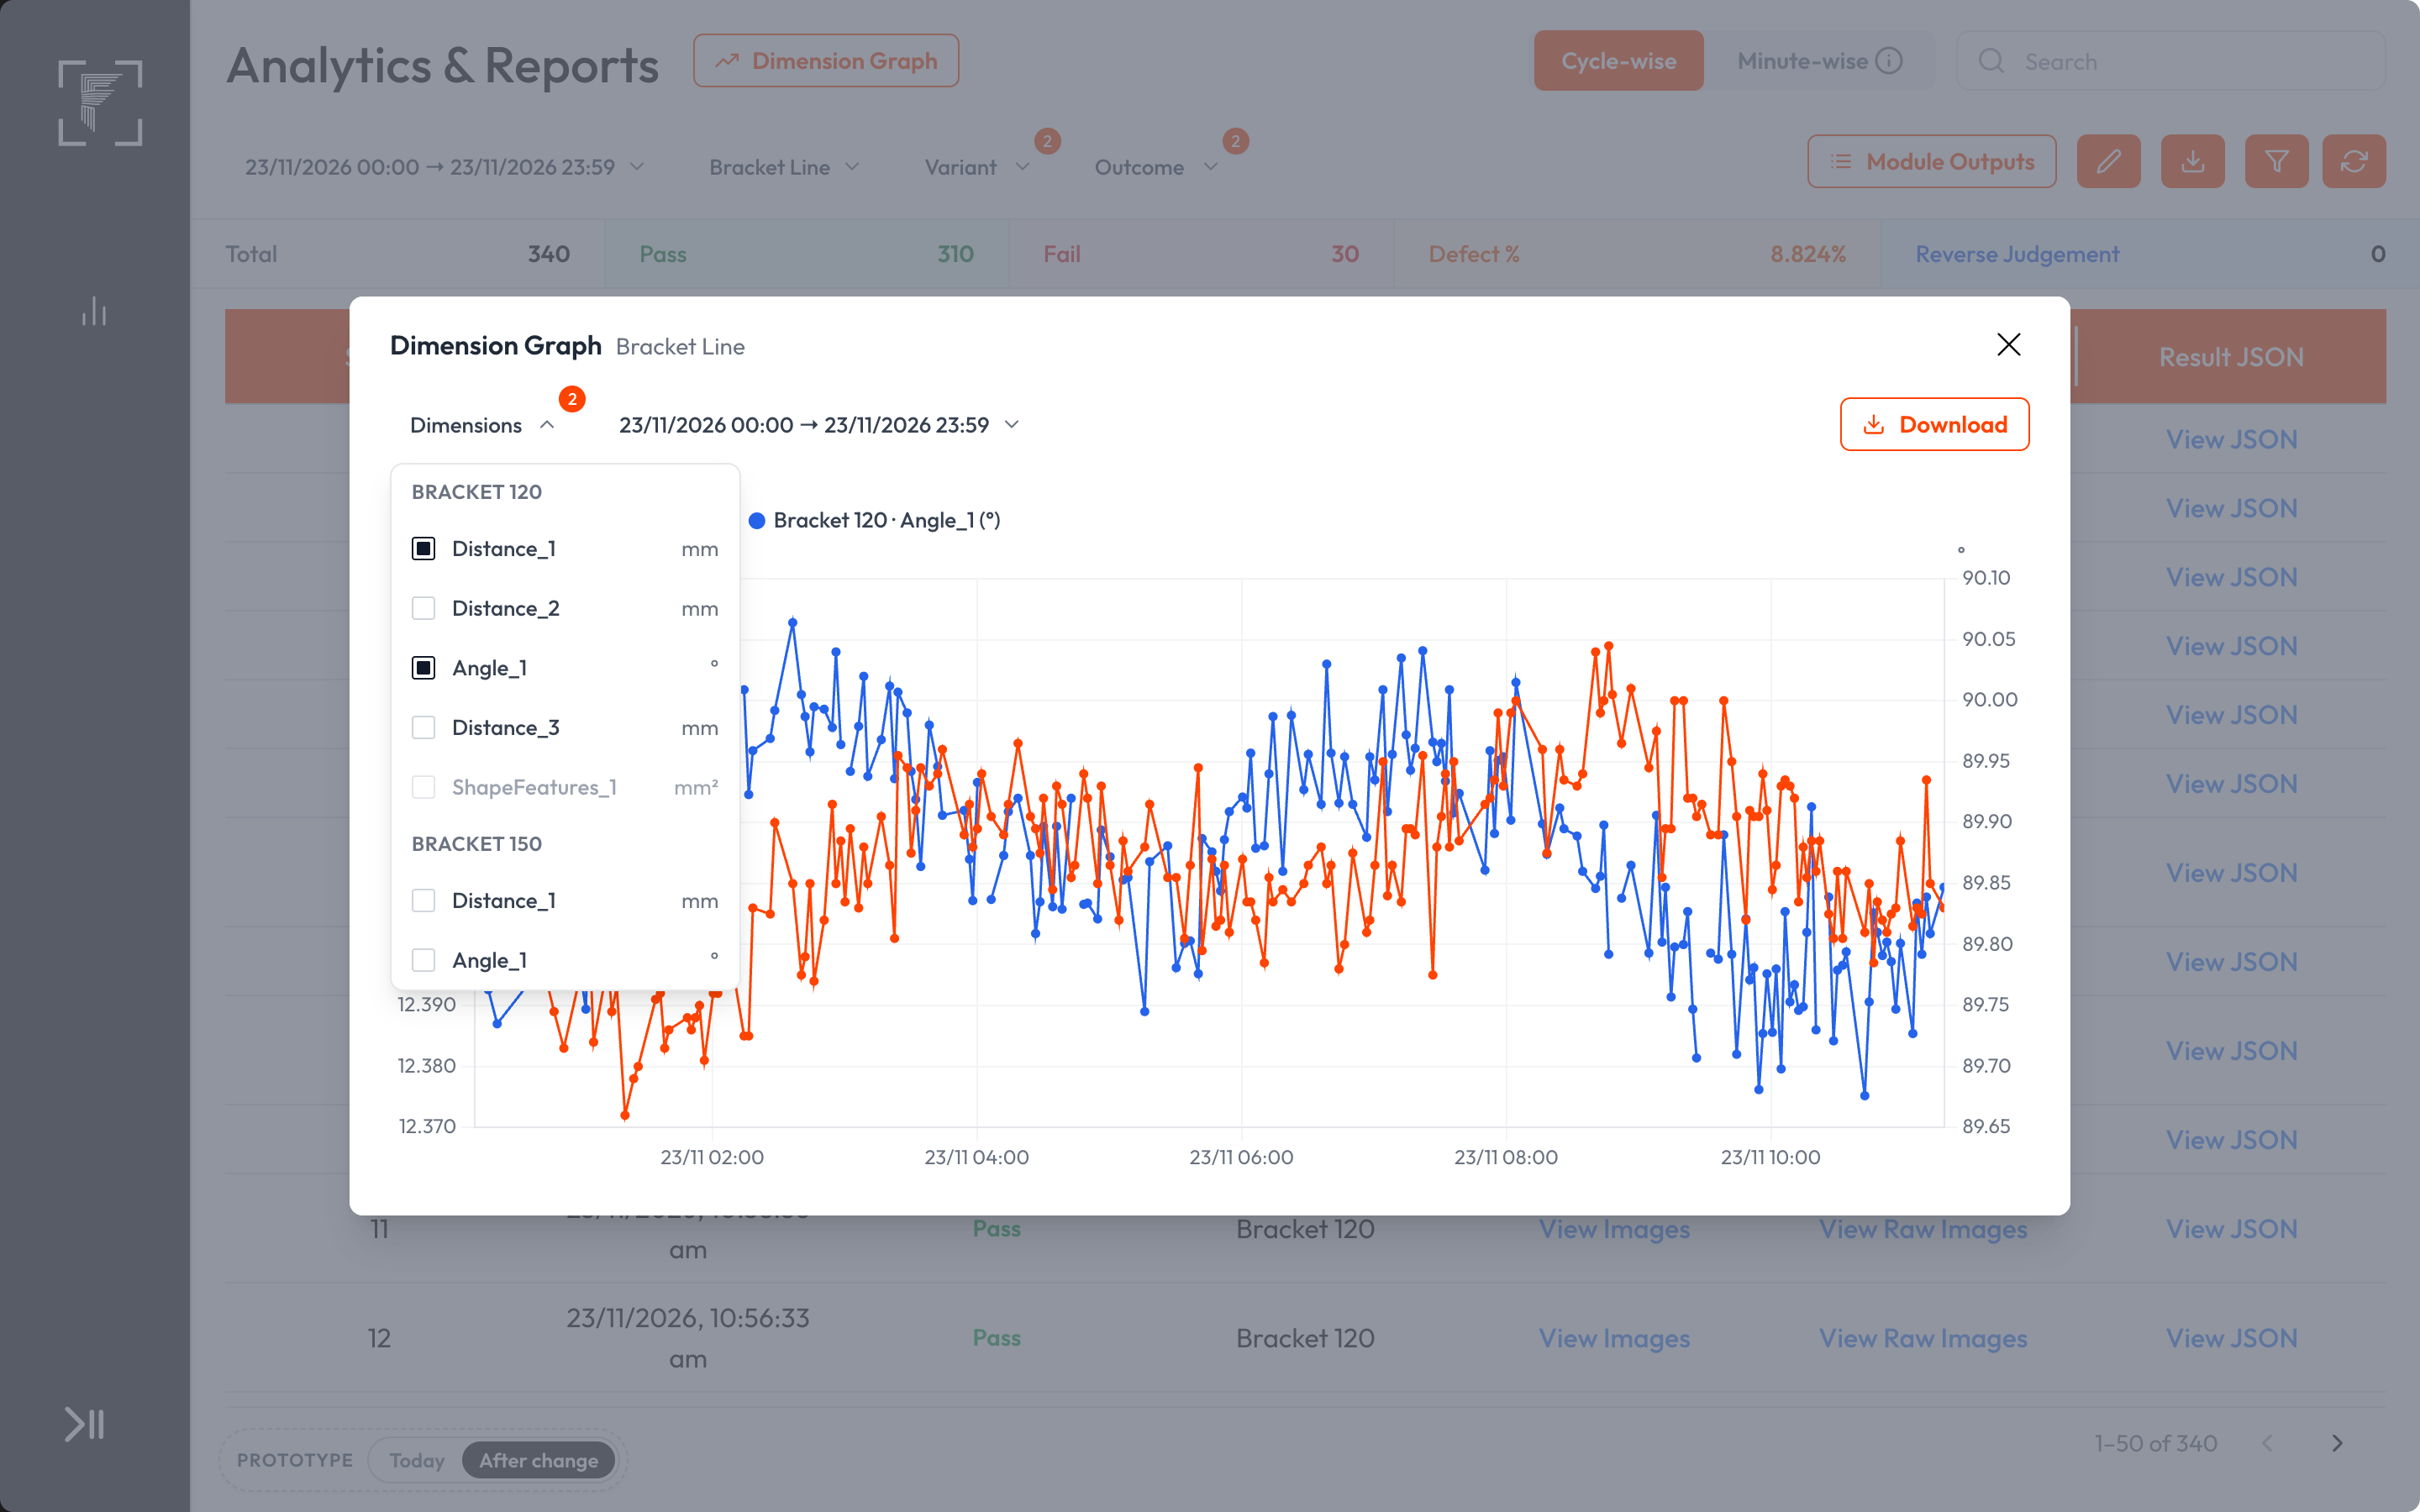 Analytics & Reports
Dimension Graph
Cycle-wise
Minute-wise
Search
23/11/2026 00:00 → 23/11/2026 23:59
Bracket Line
Variant
2
Outcome
2
Module Outputs
Total 340
Pass 310
Fail 30
Defect % 8.824%
Reverse Judgement 0
Result JSON
Dimension Graph Bracket Line
Dimensions
2
23/11/2026 00:00 → 23/11/2026 23:59
Download
BRACKET 120
Distance_1 mm
Distance_2 mm
Angle_1 °
Distance_3 mm
ShapeFeatures_1 mm²
BRACKET 150
Distance_1 mm
Angle_1 °
Bracket 120 · Angle_1 (°)
°
90.10
90.05
90.00
89.95
89.90
89.85
89.80
89.75
89.70
89.65
12.390
12.380
12.370
23/11 02:00
23/11 04:00
23/11 06:00
23/11 08:00
23/11 10:00
View JSON
View JSON
View JSON
View JSON
View JSON
View JSON
View JSON
View JSON
View JSON
View JSON
11 am Pass Bracket 120 View Images View Raw Images View JSON
12 23/11/2026, 10:56:33 am Pass Bracket 120 View Images View Raw Images View JSON
PROTOTYPE
Today
After change
1–50 of 340